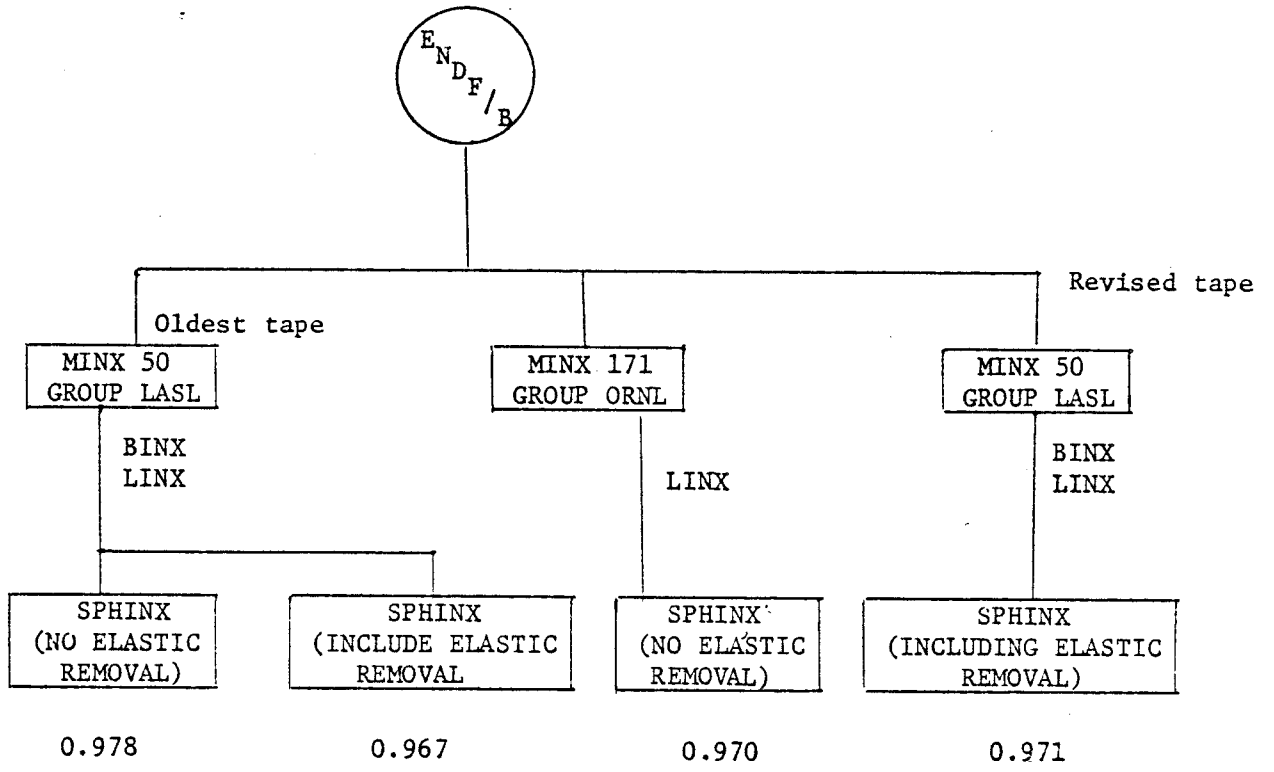 ENDF/B
Revised tape
Oldest tape
MINX 50
GROUP LASL
MINX 171
GROUP ORNL
MINX 50
GROUP LASL
BINX
LINX
LINX
BINX
LINX
SPHINX
(NO ELASTIC
REMOVAL)
SPHINX
(INCLUDE ELASTIC
REMOVAL
SPHINX
(NO ELASTIC
REMOVAL)
SPHINX
(INCLUDING ELASTIC
REMOVAL)
0.978
0.967
0.970
0.971